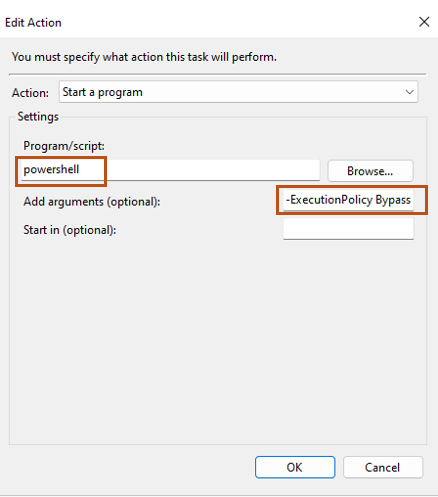 Edit Action
You must specify what action this task will perform.
Action: Start a program
Settings
Program/script:
powershell Browse...
Add arguments (optional): -ExecutionPolicy Bypass
Start in (optional):
OK Cancel